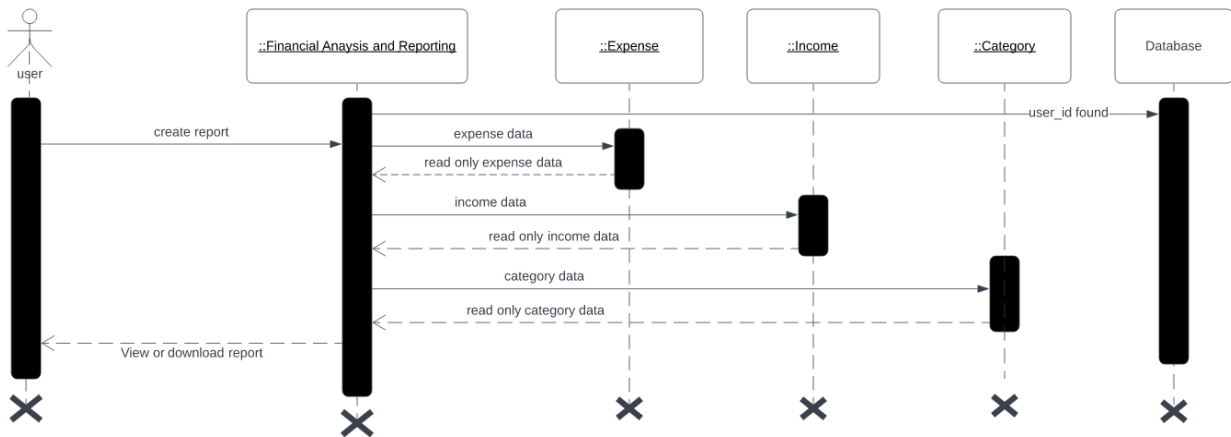 user
::Financial Anaysis and Reporting
::Expense
::Income
::Category
Database
user_id found
create report
expense data
read only expense data
income data
read only income data
category data
read only category data
View or download report